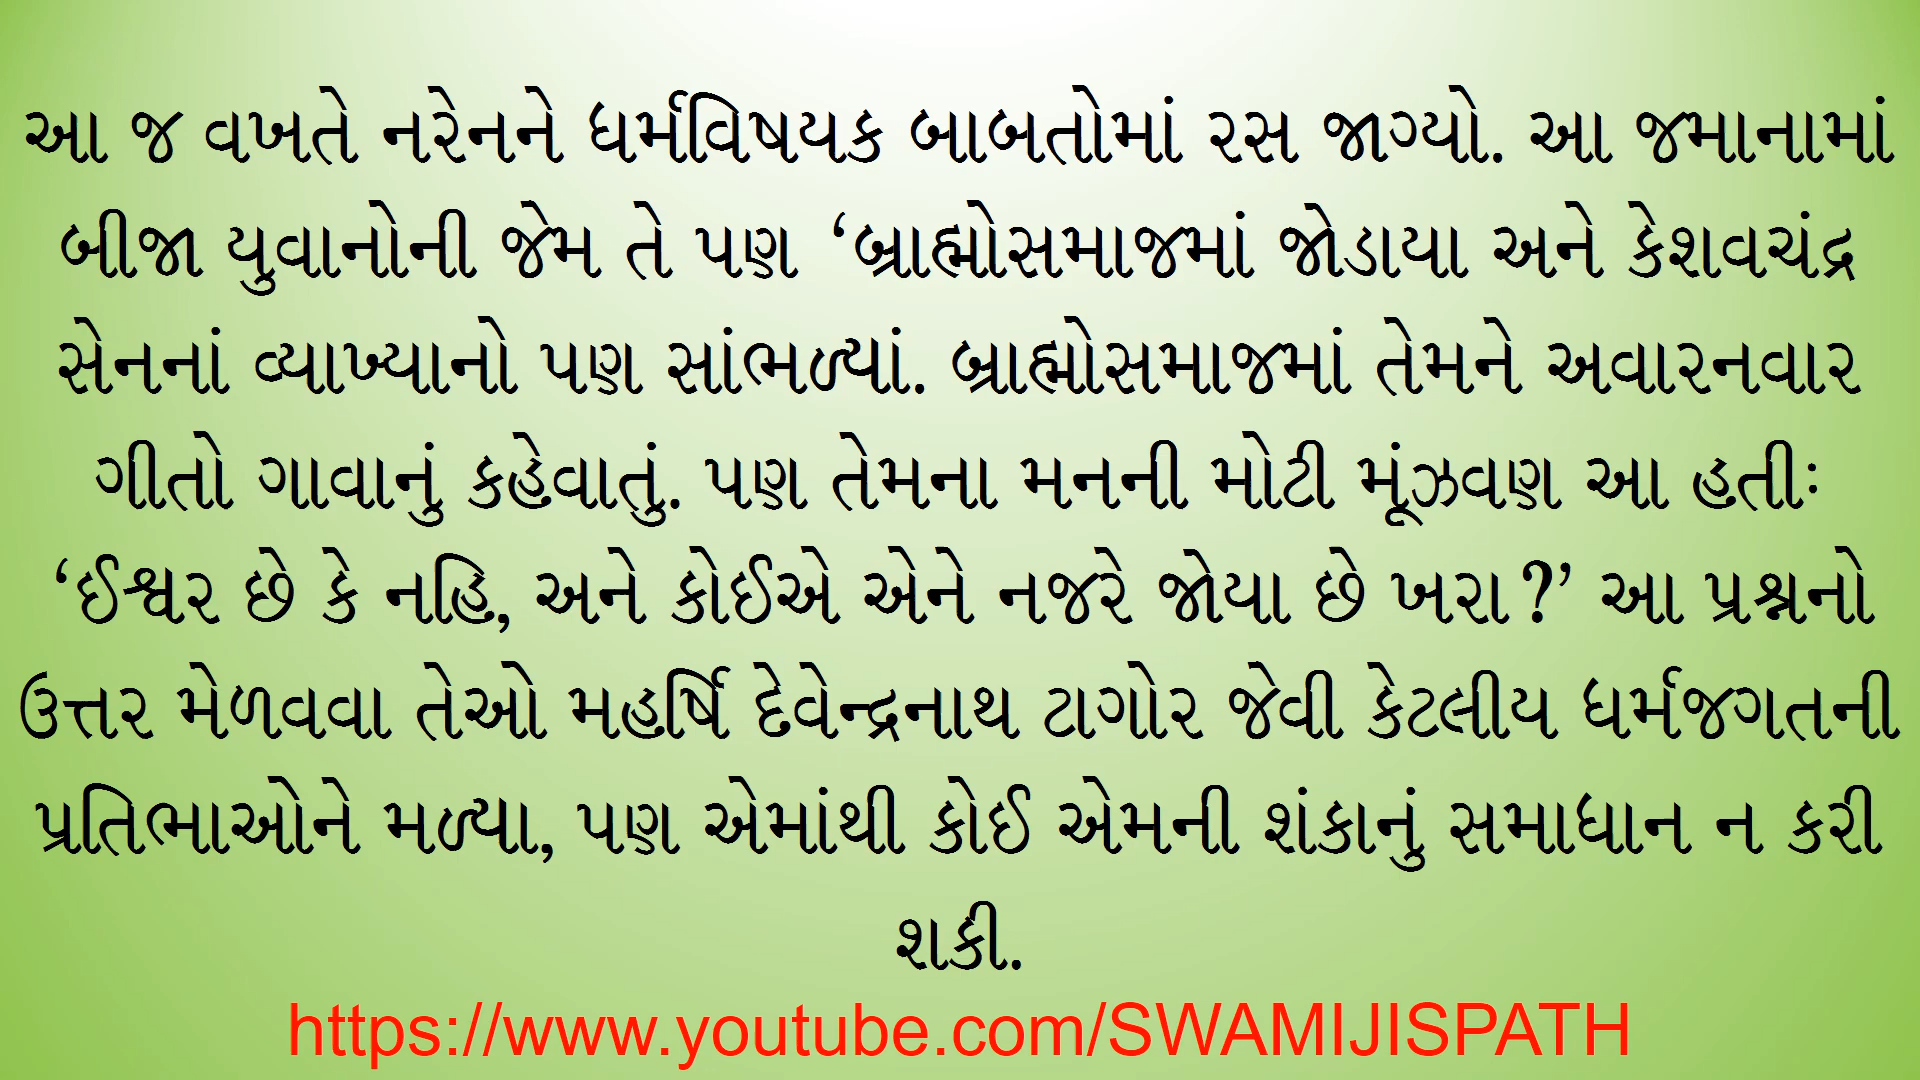 આ જ વખતે નરેનને ધર્મવિષયક બાબતોમાં રસ જાગ્યો. આ જમાનામાં
બીજા યુવાનોની જેમ તે પણ ‘બ્રાહ્મોસમાજમાં જોડાયા અને કેશવચંદ્ર
સેનનાં વ્યાખ્યાનો પણ સાંભળ્યાં. બ્રાહ્મોસમાજમાં તેમને અવારનવાર
ગીતો ગાવાનું કહેવાતું. પણ તેમના મનની મોટી મૂંઝવણ આ હતીઃ
‘ઈશ્વર છે કે નહિ, અને કોઈએ એને નજરે જોયા છે ખરા?’ આ પ્રશ્નનો
ઉત્તર મેળવવા તેઓ મહર્ષિ દેવેન્દ્રનાથ ટાગોર જેવી કેટલીય ધર્મજગતની
પ્રતિભાઓને મળ્યા, પણ એમાંથી કોઈ એમની શંકાનું સમાધાન ન કરી
શકી.
https://www.youtube.com/SWAMIJISPATH